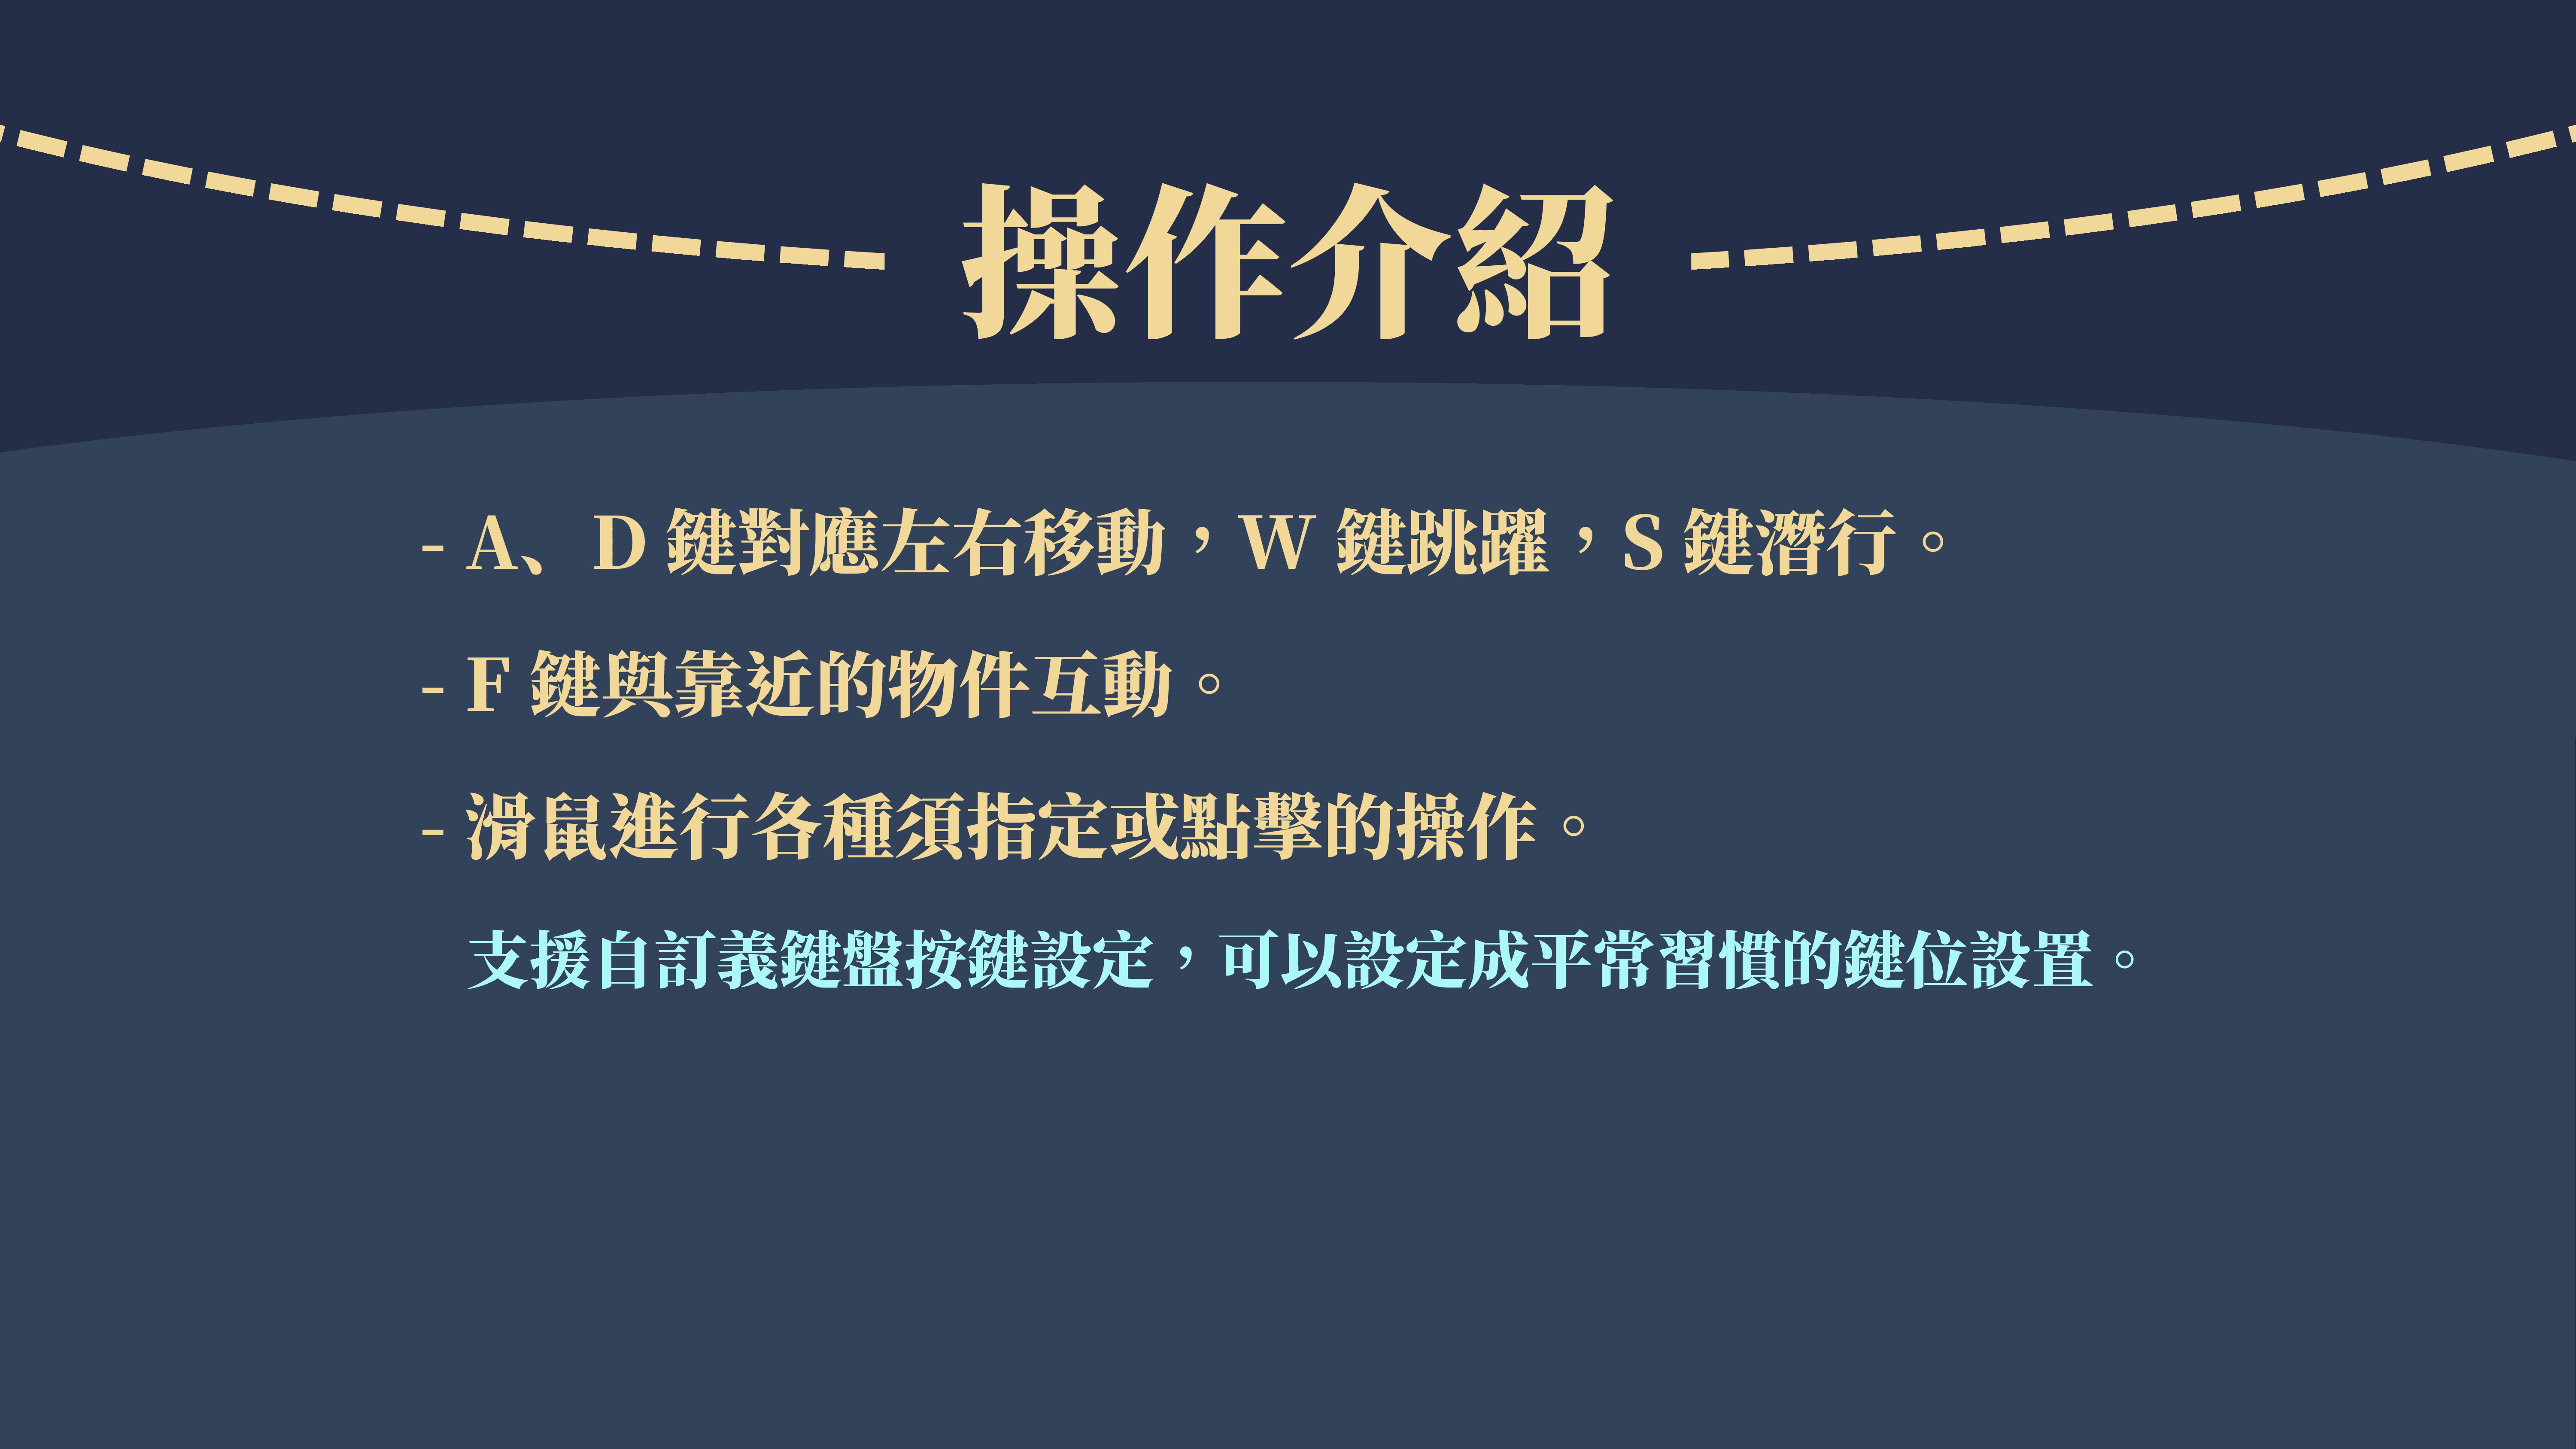 操作介紹
- A、D 鍵對應左右移動，W 鍵跳躍，S 鍵潛行。
- F 鍵與靠近的物件互動。
- 滑鼠進行各種須指定或點擊的操作。
支援自訂義鍵盤按鍵設定，可以設定成平常習慣的鍵位設置。